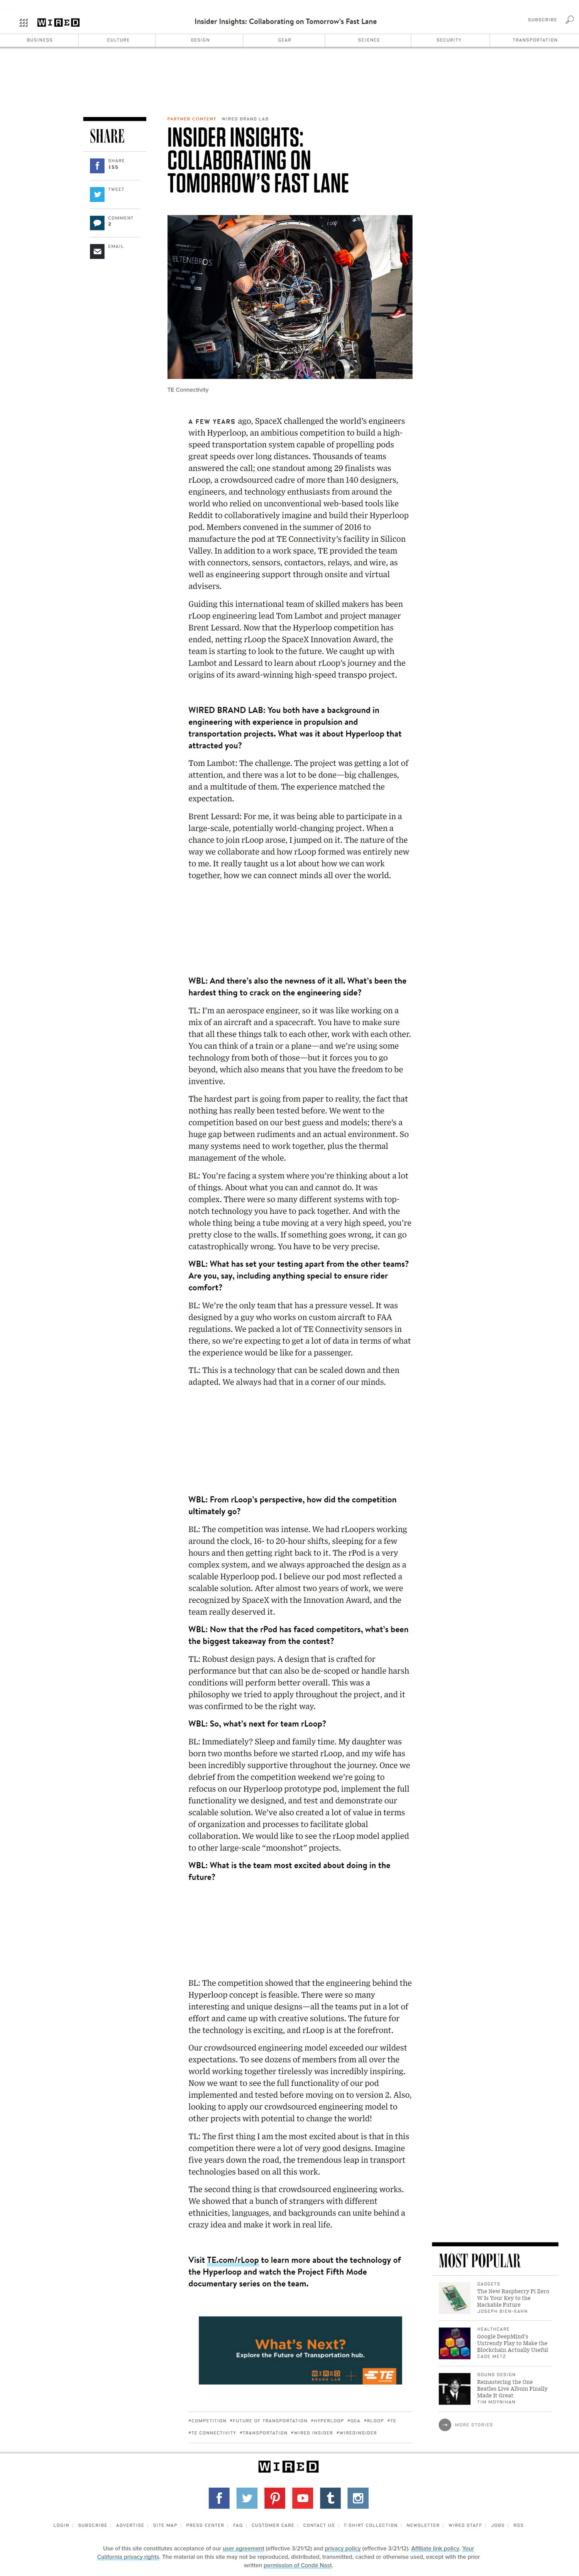 WIRED
Insider Insights: Collaborating on Tomorrow's Fast Lane
SUBSCRIBE
BUSINESS CULTURE DESIGN GEAR SCIENCE SECURITY TRANSPORTATION
SHARE
SHARE
155
TWEET
COMMENT
2
EMAIL
PARTNER CONTENT WIRED BRAND LAB
INSIDER INSIGHTS:
COLLABORATING ON
TOMORROW'S FAST LANE
TE Connectivity
A FEW YEARS ago, SpaceX challenged the world's engineers
with Hyperloop, an ambitious competition to build a high-
speed transportation system capable of propelling pods
great speeds over long distances. Thousands of teams
answered the call; one standout among 29 finalists was
rLoop, a crowdsourced cadre of more than 140 designers,
engineers, and technology enthusiasts from around the
world who relied on unconventional web-based tools like
Reddit to collaboratively imagine and build their Hyperloop
pod. Members convened in the summer of 2016 to
manufacture the pod at TE Connectivity's facility in Silicon
Valley. In addition to a work space, TE provided the team
with connectors, sensors, contactors, relays, and wire, as
well as engineering support through onsite and virtual
advisers.
Guiding this international team of skilled makers has been
rLoop engineering lead Tom Lambot and project manager
Brent Lessard. Now that the Hyperloop competition has
ended, netting rLoop the SpaceX Innovation Award, the
team is starting to look to the future. We caught up with
Lambot and Lessard to learn about rLoop's journey and the
origins of its award-winning high-speed transpo project.
WIRED BRAND LAB: You both have a background in
engineering with experience in propulsion and
transportation projects. What was it about Hyperloop that
attracted you?
Tom Lambot: The challenge. The project was getting a lot of
attention, and there was a lot to be done—big challenges,
and a multitude of them. The experience matched the
expectation.
Brent Lessard: For me, it was being able to participate in a
large-scale, potentially world-changing project. When a
chance to join rLoop arose, I jumped on it. The nature of the
way we collaborate and how rLoop formed was entirely new
to me. It really taught us a lot about how we can work
together, how we can connect minds all over the world.
WBL: And there's also the newness of it all. What's been the
hardest thing to crack on the engineering side?
TL: I'm an aerospace engineer, so it was like working on a
mix of an aircraft and a spacecraft. You have to make sure
that all these things talk to each other, work with each other.
You can think of a train or a plane—and we're using some
technology from both of those—but it forces you to go
beyond, which also means that you have the freedom to be
inventive.
The hardest part is going from paper to reality, the fact that
nothing has really been tested before. We went to the
competition based on our best guess and models; there's a
huge gap between rudiments and an actual environment. So
many systems need to work together, plus the thermal
management of the whole.
BL: You're facing a system where you're thinking about a lot
of things. About what you can and cannot do. It was
complex. There were so many different systems with top-
notch technology you have to pack together. And with the
whole thing being a tube moving at a very high speed, you're
pretty close to the walls. If something goes wrong, it can go
catastrophically wrong. You have to be very precise.
WBL: What has set your testing apart from the other teams?
Are you, say, including anything special to ensure rider
comfort?
BL: We're the only team that has a pressure vessel. It was
designed by a guy who works on custom aircraft to FAA
regulations. We packed a lot of TE Connectivity sensors in
there, so we're expecting to get a lot of data in terms of what
the experience would be like for a passenger.
TL: This is a technology that can be scaled down and then
adapted. We always had that in a corner of our minds.
WBL: From rLoop's perspective, how did the competition
ultimately go?
BL: The competition was intense. We had rLoopers working
around the clock, 16- to 20-hour shifts, sleeping for a few
hours and then getting right back to it. The rPod is a very
complex system, and we always approached the design as a
scalable Hyperloop pod. I believe our pod most reflected a
scalable solution. After almost two years of work, we were
recognized by SpaceX with the Innovation Award, and the
team really deserved it.
WBL: Now that the rPod has faced competitors, what's been
the biggest takeaway from the contest?
TL: Robust design pays. A design that is crafted for
performance but that can also be de-scoped or handle harsh
conditions will perform better overall. This was a
philosophy we tried to apply throughout the project, and it
was confirmed to be the right way.
WBL: So, what's next for team rLoop?
BL: Immediately? Sleep and family time. My daughter was
born two months before we started rLoop, and my wife has
been incredibly supportive throughout the journey. Once we
debrief from the competition weekend we're going to
refocus on our Hyperloop prototype pod, implement the full
functionality we designed, and test and demonstrate our
scalable solution. We've also created a lot of value in terms
of organization and processes to facilitate global
collaboration. We would like to see the rLoop model applied
to other large-scale "moonshot" projects.
WBL: What is the team most excited about doing in the
future?
BL: The competition showed that the engineering behind the
Hyperloop concept is feasible. There were so many
interesting and unique designs—all the teams put in a lot of
effort and came up with creative solutions. The future for
the technology is exciting, and rLoop is at the forefront.
Our crowdsourced engineering model exceeded our wildest
expectations. To see dozens of members from all over the
world working together tirelessly was incredibly inspiring.
Now we want to see the full functionality of our pod
implemented and tested before moving on to version 2. Also,
looking to apply our crowdsourced engineering model to
other projects with potential to change the world!
TL: The first thing I am the most excited about is that in this
competition there were a lot of very good designs. Imagine
five years down the road, the tremendous leap in transport
technologies based on all this work.
The second thing is that crowdsourced engineering works.
We showed that a bunch of strangers with different
ethnicities, languages, and backgrounds can unite behind a
crazy idea and make it work in real life.
Visit TE.com/rLoop to learn more about the technology of
the Hyperloop and watch the Project Fifth Mode
documentary series on the team.
What's Next?
Explore the Future of Transportation hub.
WIRED BRAND LAB + TE
MOST POPULAR
GADGETS
The New Raspberry Pi Zero
W Is Your Key to the
Hackable Future
JOSEPH BIEN-KAHN
HEALTHCARE
Google DeepMind's
Untrendy Play to Make the
Blockchain Actually Useful
CADE METZ
SOUND DESIGN
Remastering the One
Beatles Live Album Finally
Made It Great
TIM MOYNIHAN
MORE STORIES
#COMPETITION #FUTURE OF TRANSPORTATION #HYPERLOOP #Q&A #RLOOP #TE
#TE CONNECTIVITY #TRANSPORTATION #WIRED INSIDER #WIREDINSIDER
WIRED
LOGIN SUBSCRIBE ADVERTISE SITE MAP PRESS CENTER FAQ CUSTOMER CARE CONTACT US T-SHIRT COLLECTION NEWSLETTER WIRED STAFF JOBS RSS
Use of this site constitutes acceptance of our user agreement (effective 3/21/12) and privacy policy (effective 3/21/12). Affiliate link policy. Your
California privacy rights. The material on this site may not be reproduced, distributed, transmitted, cached or otherwise used, except with the prior
written permission of Condé Nast.